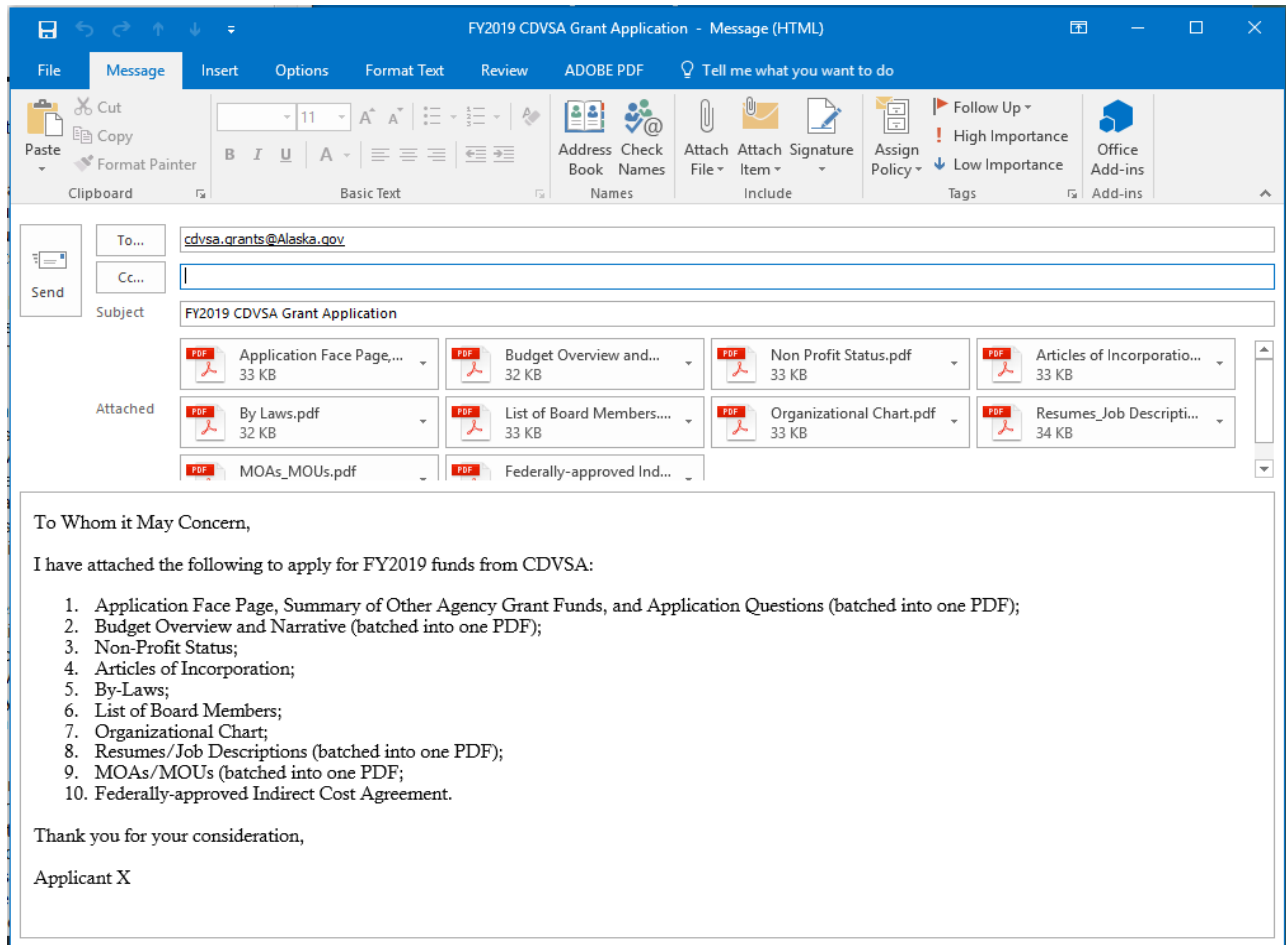 FY2019 CDVSA Grant Application - Message (HTML)
File Message Insert Options Format Text Review ADOBE PDF Tell me what you want to do
Paste
Cut
Copy
Format Painter
Clipboard
11
B I U A
Basic Text
Address Book
Check Names
Names
Attach File
Attach Item
Signature
Include
Assign Policy
Follow Up
High Importance
Low Importance
Tags
Office Add-ins
Add-ins
Send
To... cdvsa.grants@Alaska.gov
Cc...
Subject FY2019 CDVSA Grant Application
Attached
PDF Application Face Page,... 33 KB
PDF Budget Overview and... 32 KB
PDF Non Profit Status.pdf 33 KB
PDF Articles of Incorporatio... 33 KB
PDF By Laws.pdf 32 KB
PDF List of Board Members.... 33 KB
PDF Organizational Chart.pdf 33 KB
PDF Resumes_Job Descripti... 34 KB
PDF MOAs_MOUs.pdf
PDF Federally-approved Ind...
To Whom it May Concern,
I have attached the following to apply for FY2019 funds from CDVSA:
1. Application Face Page, Summary of Other Agency Grant Funds, and Application Questions (batched into one PDF);
2. Budget Overview and Narrative (batched into one PDF);
3. Non-Profit Status;
4. Articles of Incorporation;
5. By-Laws;
6. List of Board Members;
7. Organizational Chart;
8. Resumes/Job Descriptions (batched into one PDF);
9. MOAs/MOUs (batched into one PDF;
10. Federally-approved Indirect Cost Agreement.
Thank you for your consideration,
Applicant X